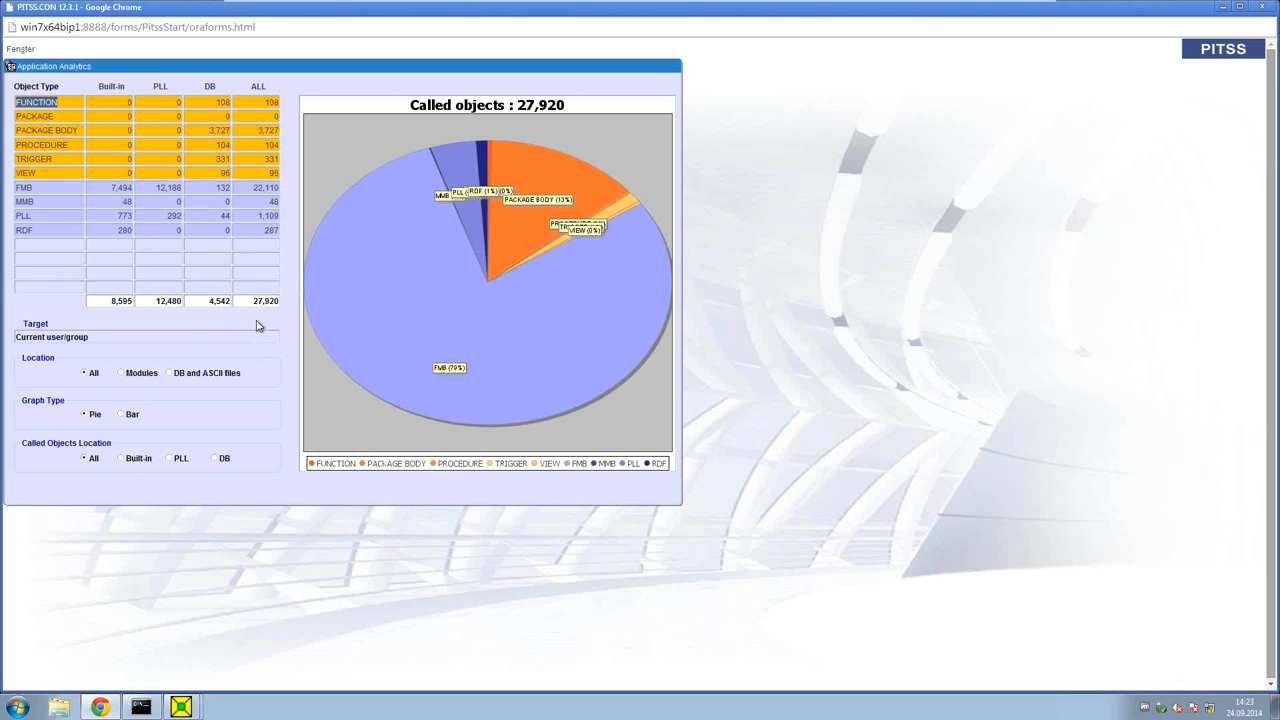 PITSS.CON 12.3.1 - Google Chrome
win7x64bip1:8888/forms/PitssStart/oraforms.html
Fenster
PITSS
Application Analytics
Object Type Built-in PLL DB ALL
FUNCTION 0 0 108 108
PACKAGE 0 0 0 0
PACKAGE BODY 0 0 3,727 3,727
PROCEDURE 0 0 104 104
TRIGGER 0 0 331 331
VIEW 0 0 96 96
FMB 7,494 12,188 132 22,110
MMB 48 0 0 48
PLL 773 292 44 1,109
RDF 280 0 0 287
8,595 12,480 4,542 27,920
Target
Current user/group
Location
All Modules DB and ASCII files
Graph Type
Pie Bar
Called Objects Location
All Built-in PLL DB
Called objects : 27,920
MMB PLL RDF (1%) (0%)
PACKAGE BODY (13%)
VIEW (0%)
FMB (79%)
FUNCTION PACKAGE BODY PROCEDURE TRIGGER VIEW FMB MMB PLL RDF
14:23
24.09.2014